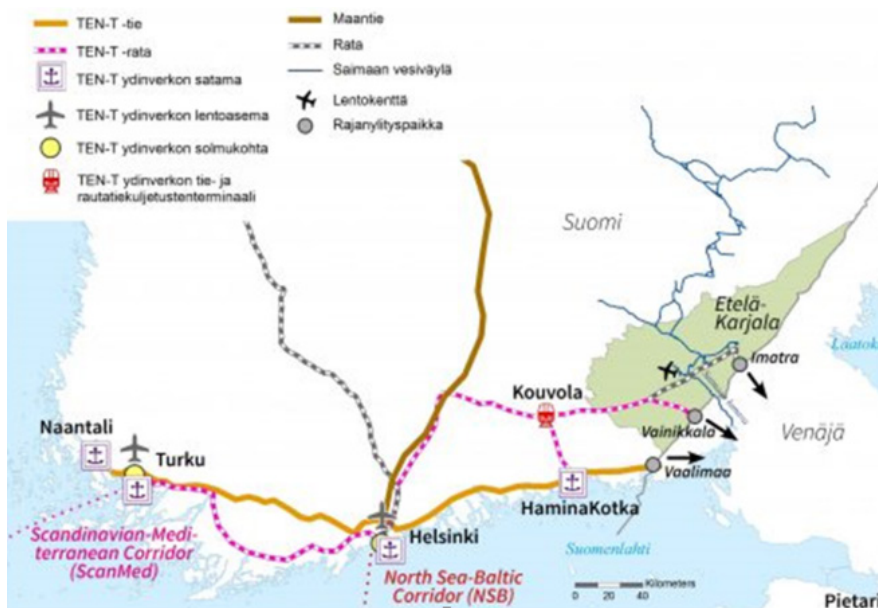 TEN-T -tie
TEN-T -rata
TEN-T ydinverkon satama
TEN-T ydinverkon lentoasema
TEN-T ydinverkon solmukohta
TEN-T ydinverkon tie- ja
rautatiekuljetustenterminaali
Maantie
Rata
Saimaan vesiväylä
Lentokenttä
Rajanylityspaikka
Suomi
Etelä-
Karjala
Imatra
Laatok
Kouvola
Naantali
Turku
Vainikkala
Venäjä
Vaalimaa
HaminaKotka
Helsinki
Scandinavian-Medi-
terranean Corridor
(ScanMed)
Suomenlahti
North Sea-Baltic
Corridor (NSB)
Kilometers
0 20 40
Pietari